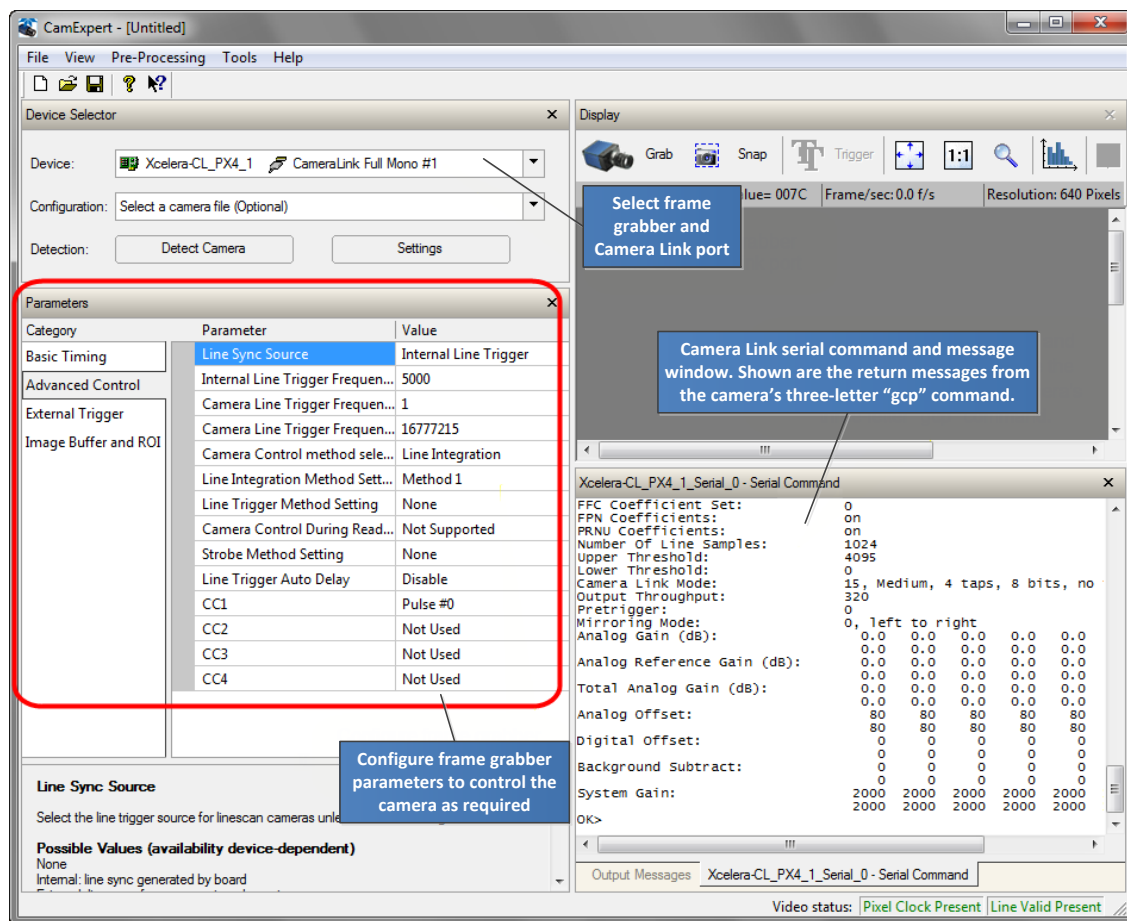 CamExpert - [Untitled]
File View Pre-Processing Tools Help
Device Selector
Device: Xcelera-CL_PX4_1 CameraLink Full Mono #1
Configuration: Select a camera file (Optional)
Detection: Detect Camera Settings
Parameters
Category Parameter Value
Basic Timing
Advanced Control
External Trigger
Image Buffer and ROI
Line Sync Source Internal Line Trigger
Internal Line Trigger Frequen... 5000
Camera Line Trigger Frequen... 1
Camera Line Trigger Frequen... 16777215
Camera Control method sele... Line Integration
Line Integration Method Sett... Method 1
Line Trigger Method Setting None
Camera Control During Read... Not Supported
Strobe Method Setting None
Line Trigger Auto Delay Disable
CC1 Pulse #0
CC2 Not Used
CC3 Not Used
CC4 Not Used
Configure frame grabber
parameters to control the
camera as required
Line Sync Source
Select the line trigger source for linescan cameras
Possible Values (availability device-dependent)
None
Internal: line sync generated by board
Display
Grab Snap Trigger 1:1
007C Frame/sec: 0.0 f/s Resolution: 640 Pixels
Select frame
grabber and
Camera Link port
Camera Link serial command and message
window. Shown are the return messages from
the camera's three-letter “gcp” command.
Xcelera-CL_PX4_1_Serial_0 - Serial Command
FFC Coefficient Set: 0
FPN Coefficients: on
PRNU Coefficients: on
Number Of Line Samples: 1024
Upper Threshold: 4095
Lower Threshold: 0
Camera Link Mode: 15, Medium, 4 taps, 8 bits, no
Output Throughput: 320
Pretrigger: 0
Mirroring Mode: 0, left to right
Analog Gain (dB): 0.0 0.0 0.0 0.0 0.0
0.0 0.0 0.0 0.0 0.0
Analog Reference Gain (dB): 0.0 0.0 0.0 0.0 0.0
0.0 0.0 0.0 0.0 0.0
Total Analog Gain (dB): 0.0 0.0 0.0 0.0 0.0
0.0 0.0 0.0 0.0 0.0
Analog Offset: 80 80 80 80 80
80 80 80 80 80
Digital Offset: 0 0 0 0 0
0 0 0 0 0
Background Subtract: 0 0 0 0 0
0 0 0 0 0
System Gain: 2000 2000 2000 2000 2000
2000 2000 2000 2000 2000
OK>
Output Messages Xcelera-CL_PX4_1_Serial_0 - Serial Command
Video status: Pixel Clock Present Line Valid Present